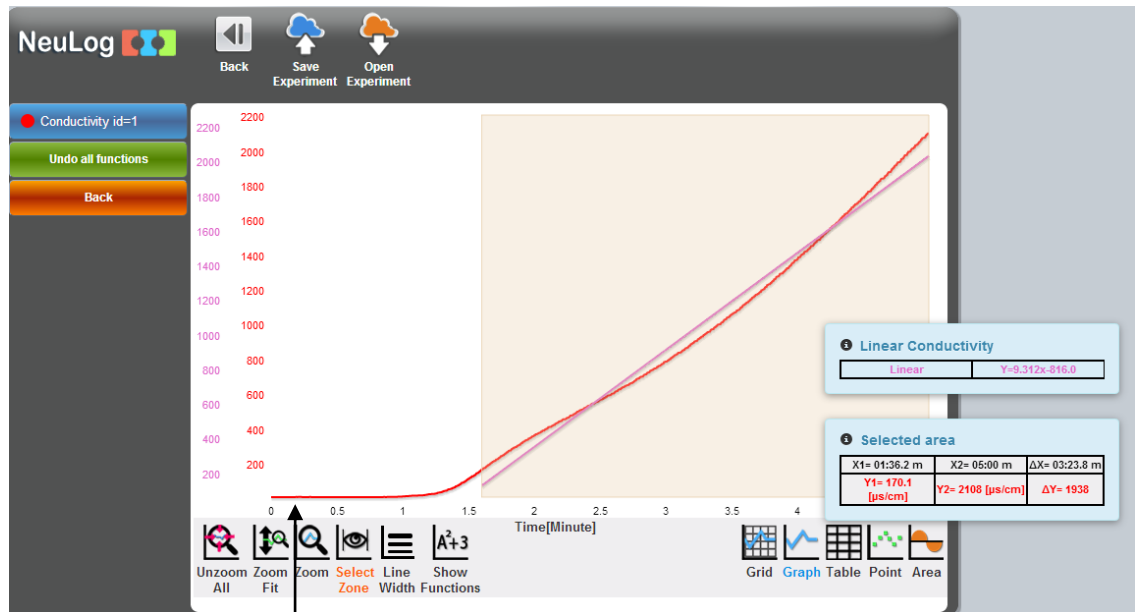 NeuLog
Back
Save Experiment
Open Experiment
Conductivity id=1
Undo all functions
Back
2200
2000
1800
1600
1400
1200
1000
800
600
400
200
2200
2000
1800
1600
1400
1200
1000
800
600
400
200
0 0.5 1 1.5 2 2.5 3 3.5 4
Time[Minute]
Linear Conductivity
Linear Y=9.312x-816.0
Selected area
X1= 01:36.2 m X2= 05:00 m ΔX= 03:23.8 m
Y1= 170.1 [µs/cm] Y2= 2108 [µs/cm] ΔY= 1938
A²+3
Unzoom All
Zoom Fit
Zoom
Select Zone
Line Width
Show Functions
Grid
Graph
Table
Point
Area